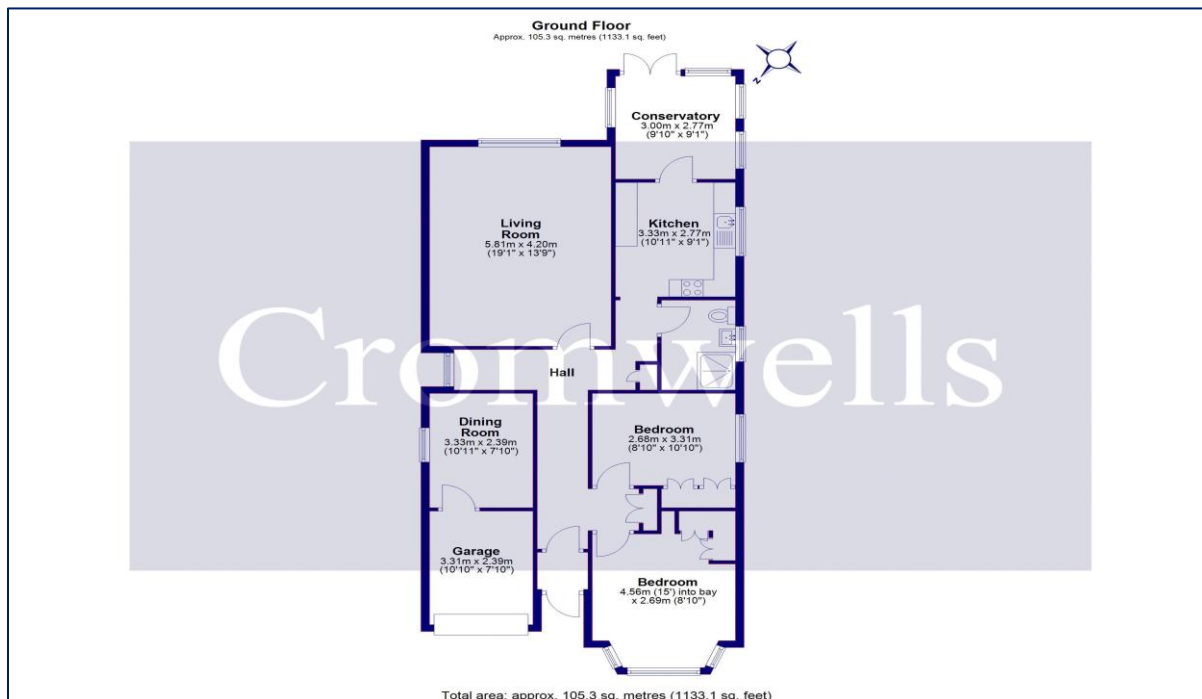 Ground Floor
Approx. 105.3 sq. metres (1133.1 sq. feet)
N
Conservatory
3.00m x 2.77m
(9'10" x 9'1")
Living
Room
5.81m x 4.20m
(19'1" x 13'9")
Kitchen
3.33m x 2.77m
(10'11" x 9'1")
Cromwells
Hall
Dining
Room
3.33m x 2.39m
(10'11" x 7'10")
Bedroom
2.68m x 3.31m
(8'10" x 10'10")
Garage
3.31m x 2.39m
(10'10" x 7'10")
Bedroom
4.56m (15') into bay
x 2.69m (8'10")
Total area: approx. 105.3 sq. metres (1133.1 sq. feet)